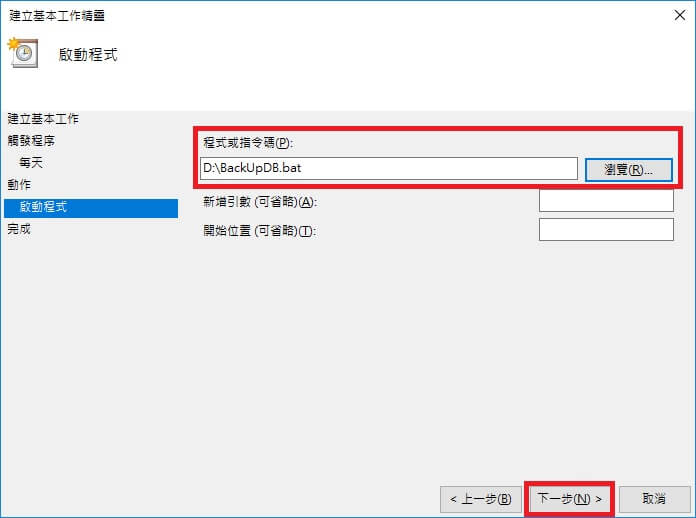 建立基本工作精靈
啟動程式
建立基本工作
觸發程序
每天
動作
啟動程式
完成
程式或指令碼(P):
D:\BackUpDB.bat
瀏覽(R)...
新增引數 (可省略)(A):
開始位置 (可省略)(T):
< 上一步(B)
下一步(N) >
取消